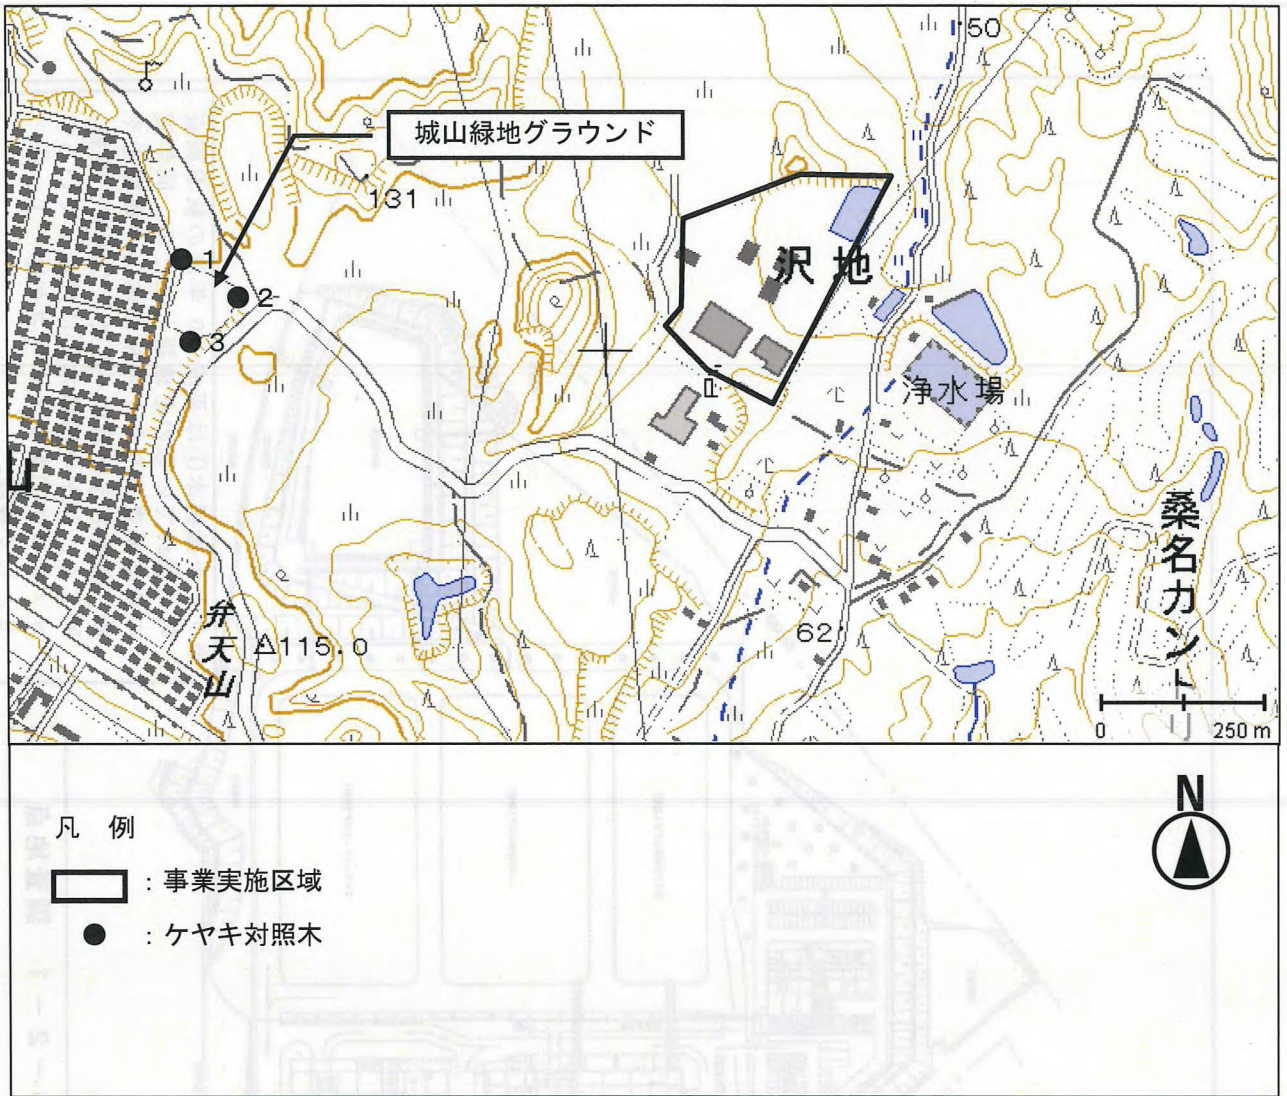 50
城山緑地グラウンド
131
1
2
3
沢地
浄水場
桑名カント
山
弁天山
115.0
62
0
250 m
N
凡 例
: 事業実施区域
: ケヤキ対照木